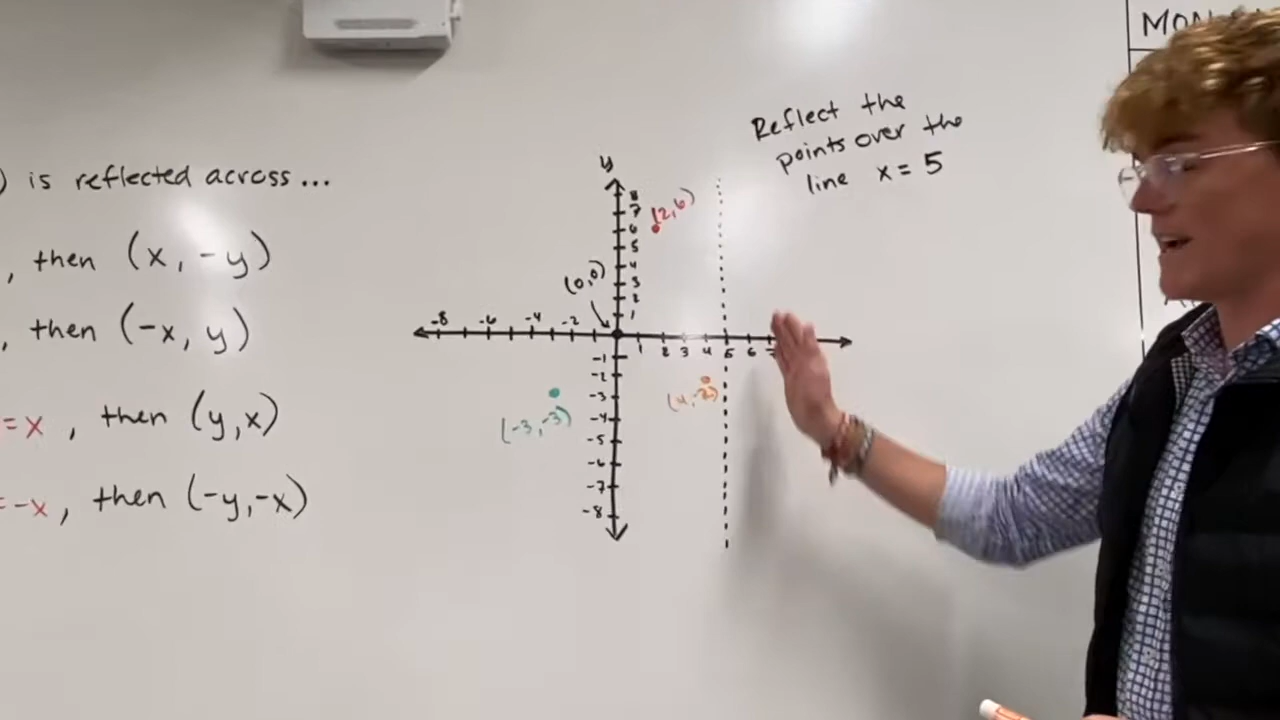 MON
) is reflected across...
, then (x, -y)
, then (-x, y)
=x , then (y,x)
=-x, then (-y,-x)
Reflect the
points over the
line x=5
y
8
7
(2,6)
6
5
4
(0,0)
3
2
1
-8 -6 -4 -2
1 2 3 4 5 6
-1
-2
(4,-2)
-3
(-3,-3)
-4
-5
-6
-7
-8